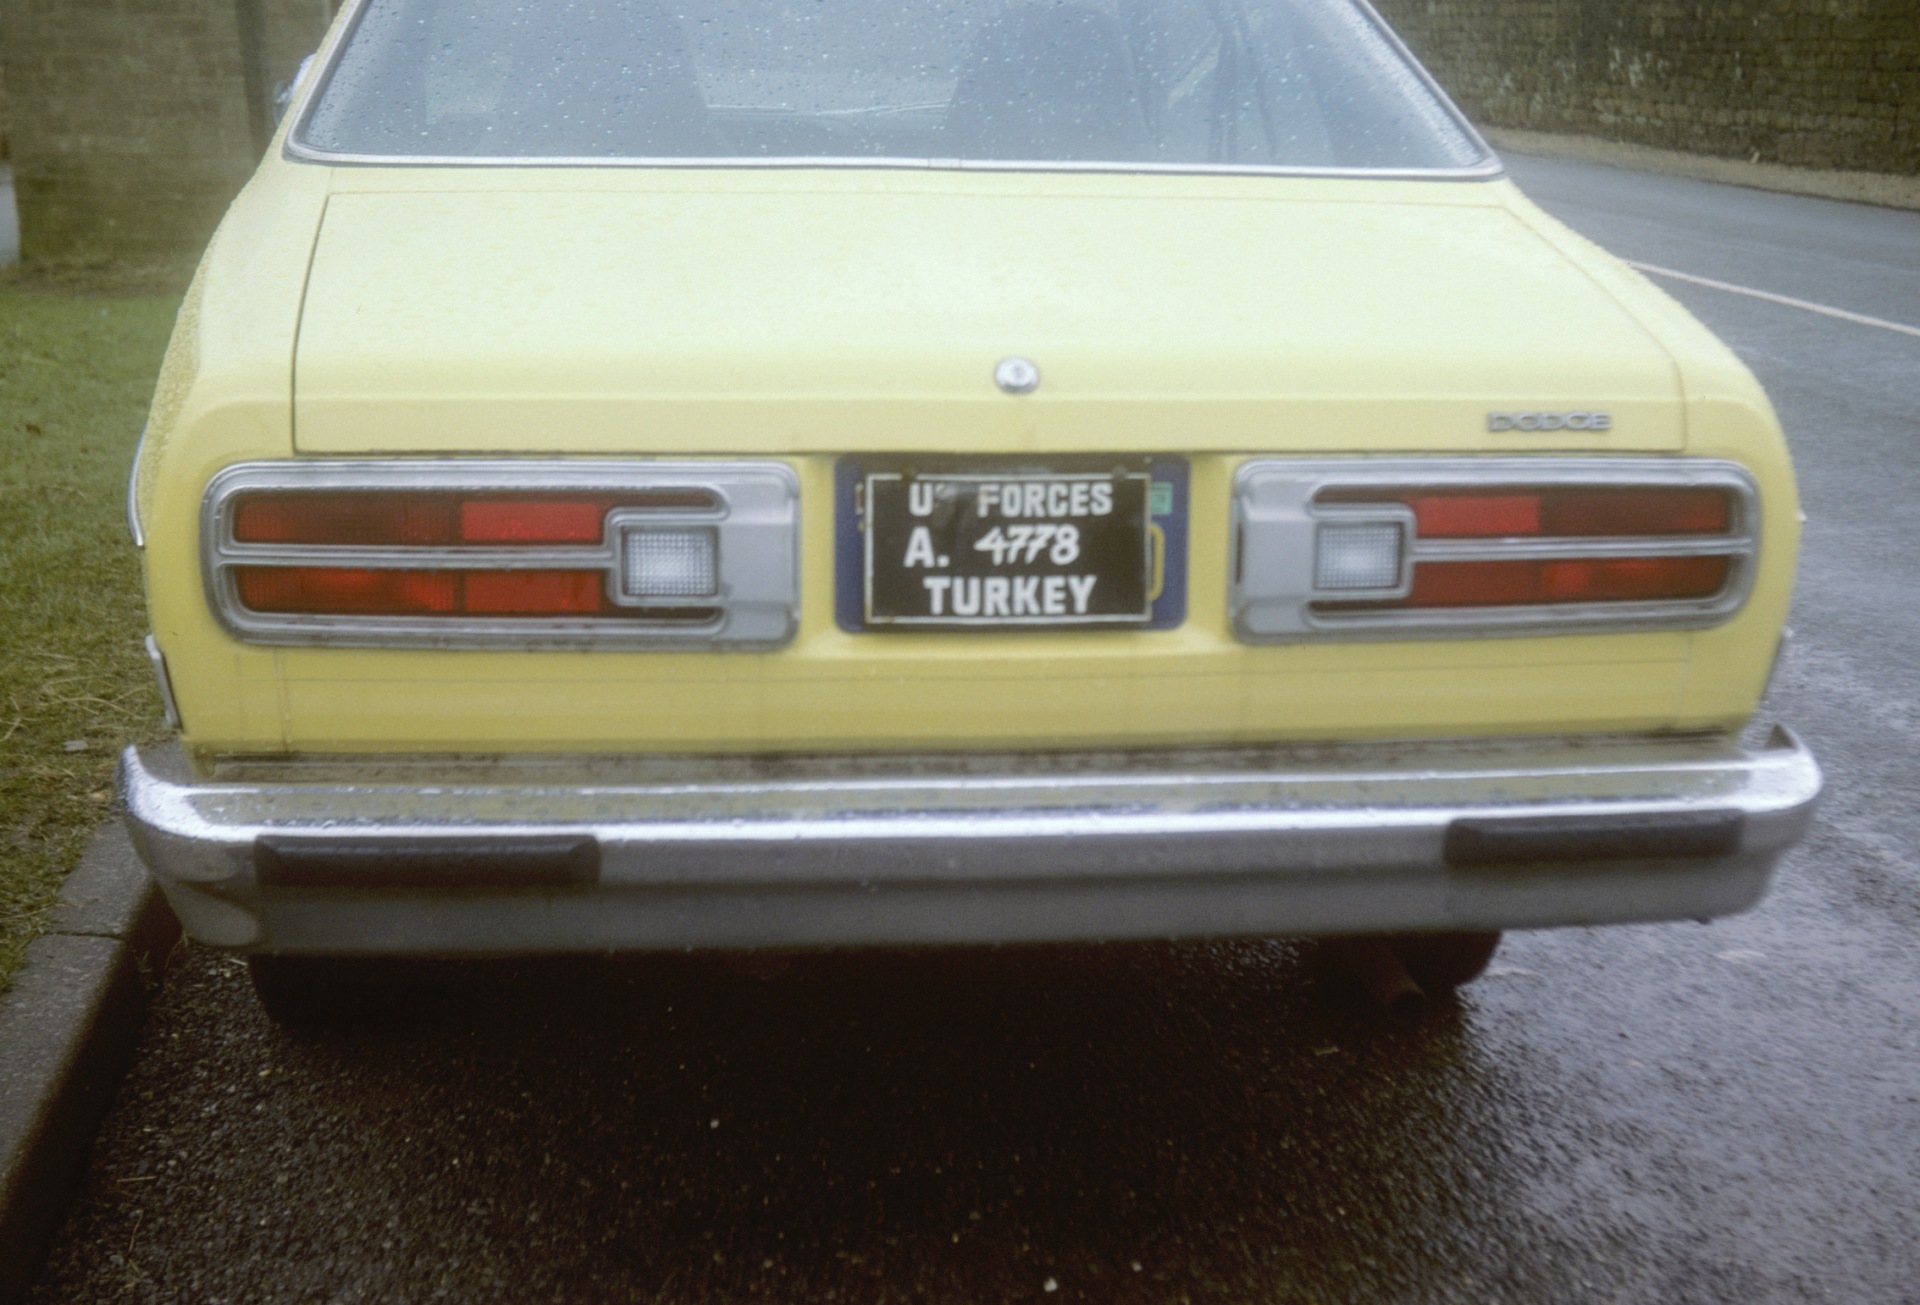 DODGE
U FORCES
A. 4778
TURKEY